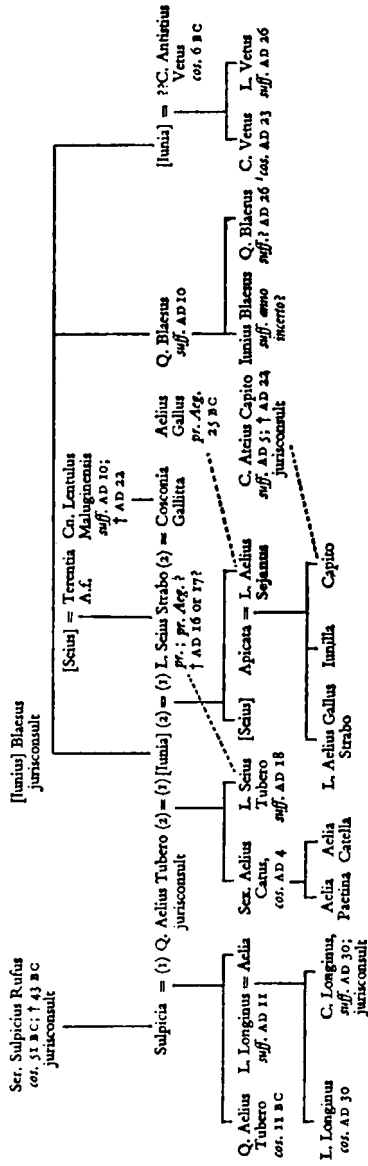 [Iunius] Blaesus
jurisconsult
Ser. Sulpicius Rufus
cos. 51 BC; † 43 BC
jurisconsult
[Seius] = Terentia
A.f.
Cn. Lentulus
Maluginensis
suff. AD 10;
† AD 22
Sulpicia = (1) Q. Aelius Tubero (2) = (1) [Iunia] (2) = (1) L. Seius Strabo (2) = Cosconia
jurisconsult
pr.; pr. Aeg.?
† AD 16 or 17?
Gallitta
Aelius
Gallus
pr. Aeg.
25 BC
Q. Blaesus
suff. AD 10
[Iunia] = ??C. Antistius
Vetus
cos. 6 BC
Q. Aelius
Tubero
cos. 11 BC
L. Longinus = Aelia
suff. AD 11
Sex. Aelius
Catus,
cos. AD 4
L. Seius
Tubero
suff. AD 18
[Seius]
Apicata = L. Aelius
Sejanus
C. Ateius Capito
suff. AD 5; † AD 22
jurisconsult
Iunius Blaesus
suff. anno
incerto?
Q. Blaesus
suff.? AD 26
C. Vetus
cos. AD 23
L. Vetus
suff. AD 26
L. Longinus
cos. AD 30
C. Longinus,
suff. AD 30;
jurisconsult
Aelia
Paetina
Aelia
Catella
L. Aelius Gallus
Strabo
Iunilla
Capito